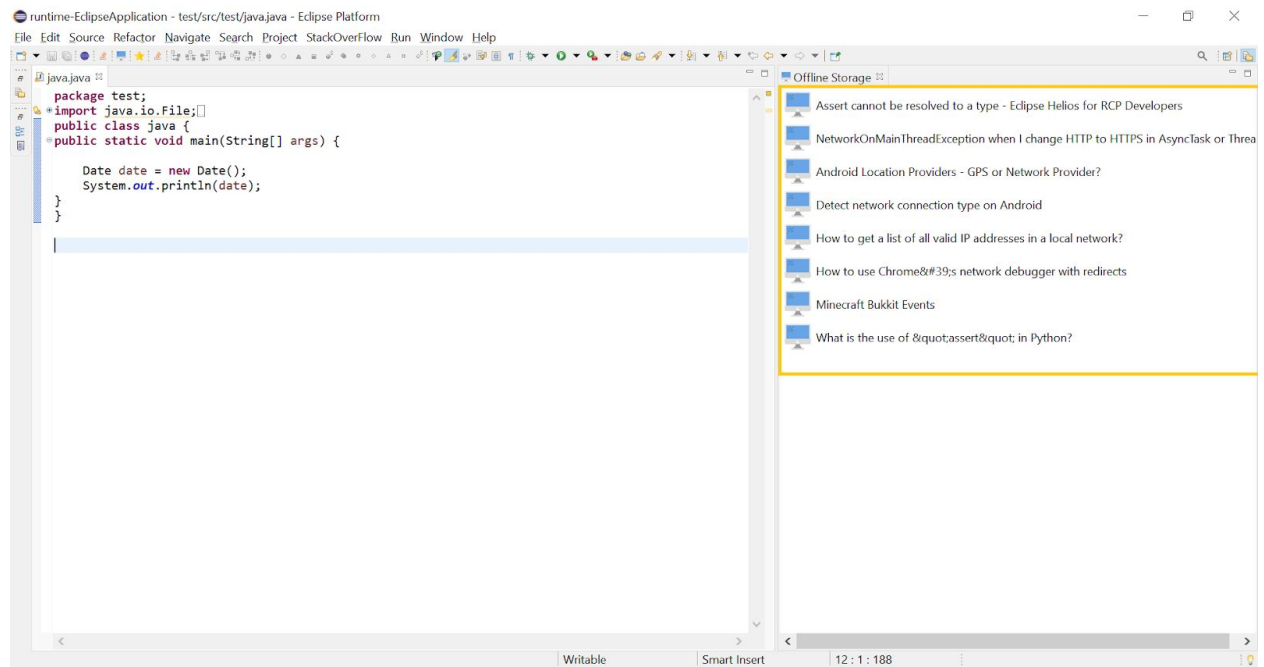 runtime-EclipseApplication - test/src/test/java.java - Eclipse Platform
File Edit Source Refactor Navigate Search Project StackOverFlow Run Window Help
java.java
package test;
import java.io.File;
public class java {
public static void main(String[] args) {
Date date = new Date();
System.out.println(date);
}
}
Offline Storage
Assert cannot be resolved to a type - Eclipse Helios for RCP Developers
NetworkOnMainThreadException when I change HTTP to HTTPS in AsyncTask or Threa
Android Location Providers - GPS or Network Provider?
Detect network connection type on Android
How to get a list of all valid IP addresses in a local network?
How to use Chrome&#39;s network debugger with redirects
Minecraft Bukkit Events
What is the use of &quot;assert&quot; in Python?
Writable Smart Insert 12 : 1 : 188